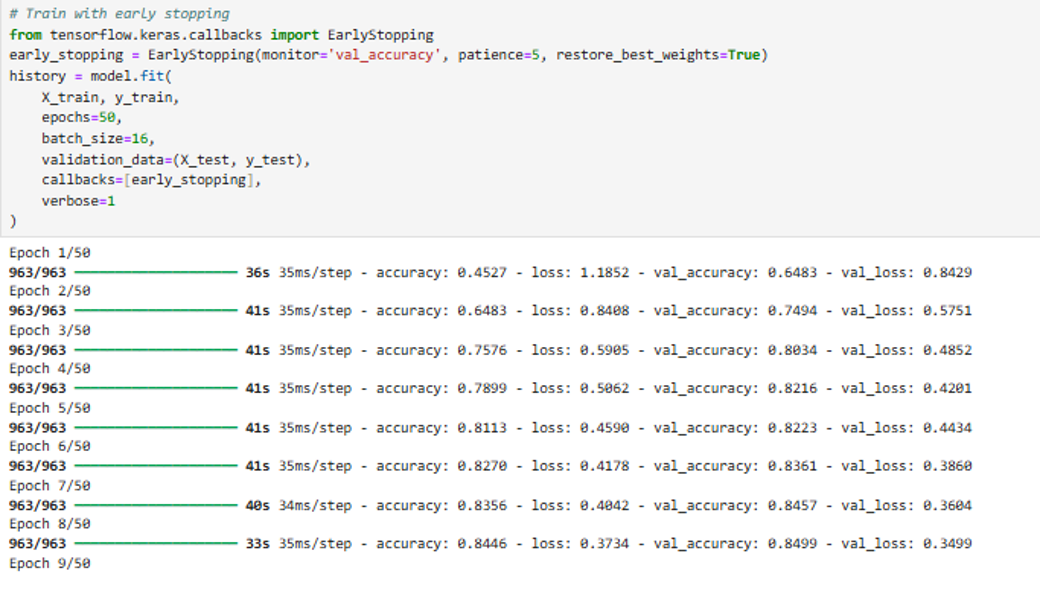 # Train with early stopping
from tensorflow.keras.callbacks import EarlyStopping
early_stopping = EarlyStopping(monitor='val_accuracy', patience=5, restore_best_weights=True)
history = model.fit(
    X_train, y_train,
    epochs=50,
    batch_size=16,
    validation_data=(X_test, y_test),
    callbacks=[early_stopping],
    verbose=1
)
Epoch 1/50
963/963 ━━━━━━━━━━━━━━━━━━━━ 36s 35ms/step - accuracy: 0.4527 - loss: 1.1852 - val_accuracy: 0.6483 - val_loss: 0.8429
Epoch 2/50
963/963 ━━━━━━━━━━━━━━━━━━━━ 41s 35ms/step - accuracy: 0.6483 - loss: 0.8408 - val_accuracy: 0.7494 - val_loss: 0.5751
Epoch 3/50
963/963 ━━━━━━━━━━━━━━━━━━━━ 41s 35ms/step - accuracy: 0.7576 - loss: 0.5905 - val_accuracy: 0.8034 - val_loss: 0.4852
Epoch 4/50
963/963 ━━━━━━━━━━━━━━━━━━━━ 41s 35ms/step - accuracy: 0.7899 - loss: 0.5062 - val_accuracy: 0.8216 - val_loss: 0.4201
Epoch 5/50
963/963 ━━━━━━━━━━━━━━━━━━━━ 41s 35ms/step - accuracy: 0.8113 - loss: 0.4590 - val_accuracy: 0.8223 - val_loss: 0.4434
Epoch 6/50
963/963 ━━━━━━━━━━━━━━━━━━━━ 41s 35ms/step - accuracy: 0.8270 - loss: 0.4178 - val_accuracy: 0.8361 - val_loss: 0.3860
Epoch 7/50
963/963 ━━━━━━━━━━━━━━━━━━━━ 40s 34ms/step - accuracy: 0.8356 - loss: 0.4042 - val_accuracy: 0.8457 - val_loss: 0.3604
Epoch 8/50
963/963 ━━━━━━━━━━━━━━━━━━━━ 33s 35ms/step - accuracy: 0.8446 - loss: 0.3734 - val_accuracy: 0.8499 - val_loss: 0.3499
Epoch 9/50